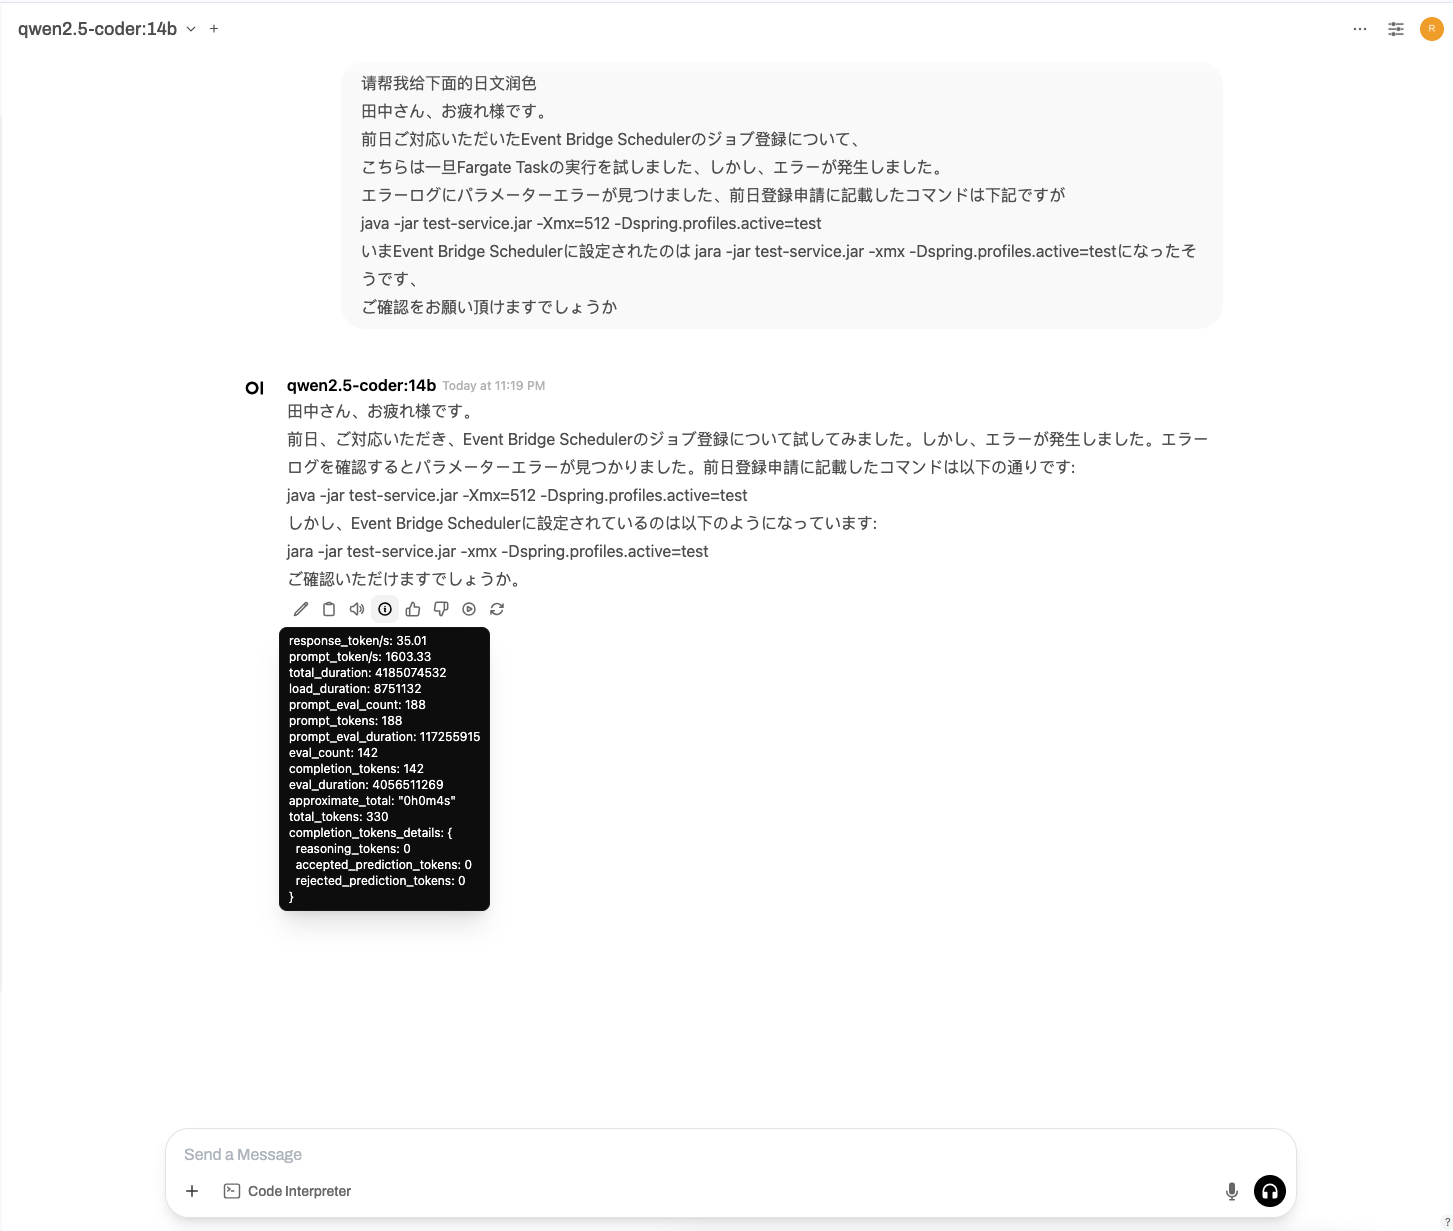 qwen2.5-coder:14b
R
请帮我给下面的日文润色
田中さん、お疲れ様です。
前日ご対応いただいたEvent Bridge Schedulerのジョブ登録について、
こちらは一旦Fargate Taskの実行を試しました、しかし、エラーが発生しました。
エラーログにパラメーターエラーが見つけました、前日登録申請に記載したコマンドは下記ですが
java -jar test-service.jar -Xmx=512 -Dspring.profiles.active=test
いまEvent Bridge Schedulerに設定されたのは jara -jar test-service.jar -xmx -Dspring.profiles.active=testになったそ
うです、
ご確認をお願い頂けますでしょうか
OI
qwen2.5-coder:14b Today at 11:19 PM
田中さん、お疲れ様です。
前日、ご対応いただき、Event Bridge Schedulerのジョブ登録について試してみました。しかし、エラーが発生しました。エラー
ログを確認するとパラメーターエラーが見つかりました。前日登録申請に記載したコマンドは以下の通りです:
java -jar test-service.jar -Xmx=512 -Dspring.profiles.active=test
しかし、Event Bridge Schedulerに設定されているのは以下のようになっています:
jara -jar test-service.jar -xmx -Dspring.profiles.active=test
ご確認いただけますでしょうか。
response_token/s: 35.01
prompt_token/s: 1603.33
total_duration: 4185074532
load_duration: 8751132
prompt_eval_count: 188
prompt_tokens: 188
prompt_eval_duration: 117255915
eval_count: 142
completion_tokens: 142
eval_duration: 4056511269
approximate_total: "0h0m4s"
total_tokens: 330
completion_tokens_details: {
reasoning_tokens: 0
accepted_prediction_tokens: 0
rejected_prediction_tokens: 0
}
Send a Message
Code Interpreter
?